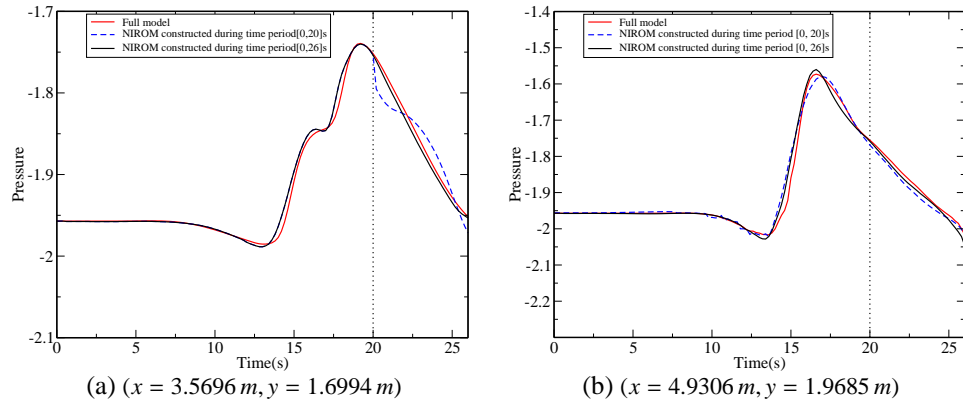 Full model
NIROM constructed during time period[0,20]s
NIROM constructed during time period[0,26]s
-1.7
-1.8
-1.9
-2
-2.1
Pressure
0
5
10
15
20
25
Time(s)
(a) (x = 3.5696 m, y = 1.6994 m)
Full model
NIROM constructed during time period [0, 20]s
NIROM constructed during time period [0, 26]s
-1.4
-1.5
-1.6
-1.7
-1.8
-1.9
-2
-2.1
-2.2
Pressure
0
5
10
15
20
25
Time(s)
(b) (x = 4.9306 m, y = 1.9685 m)